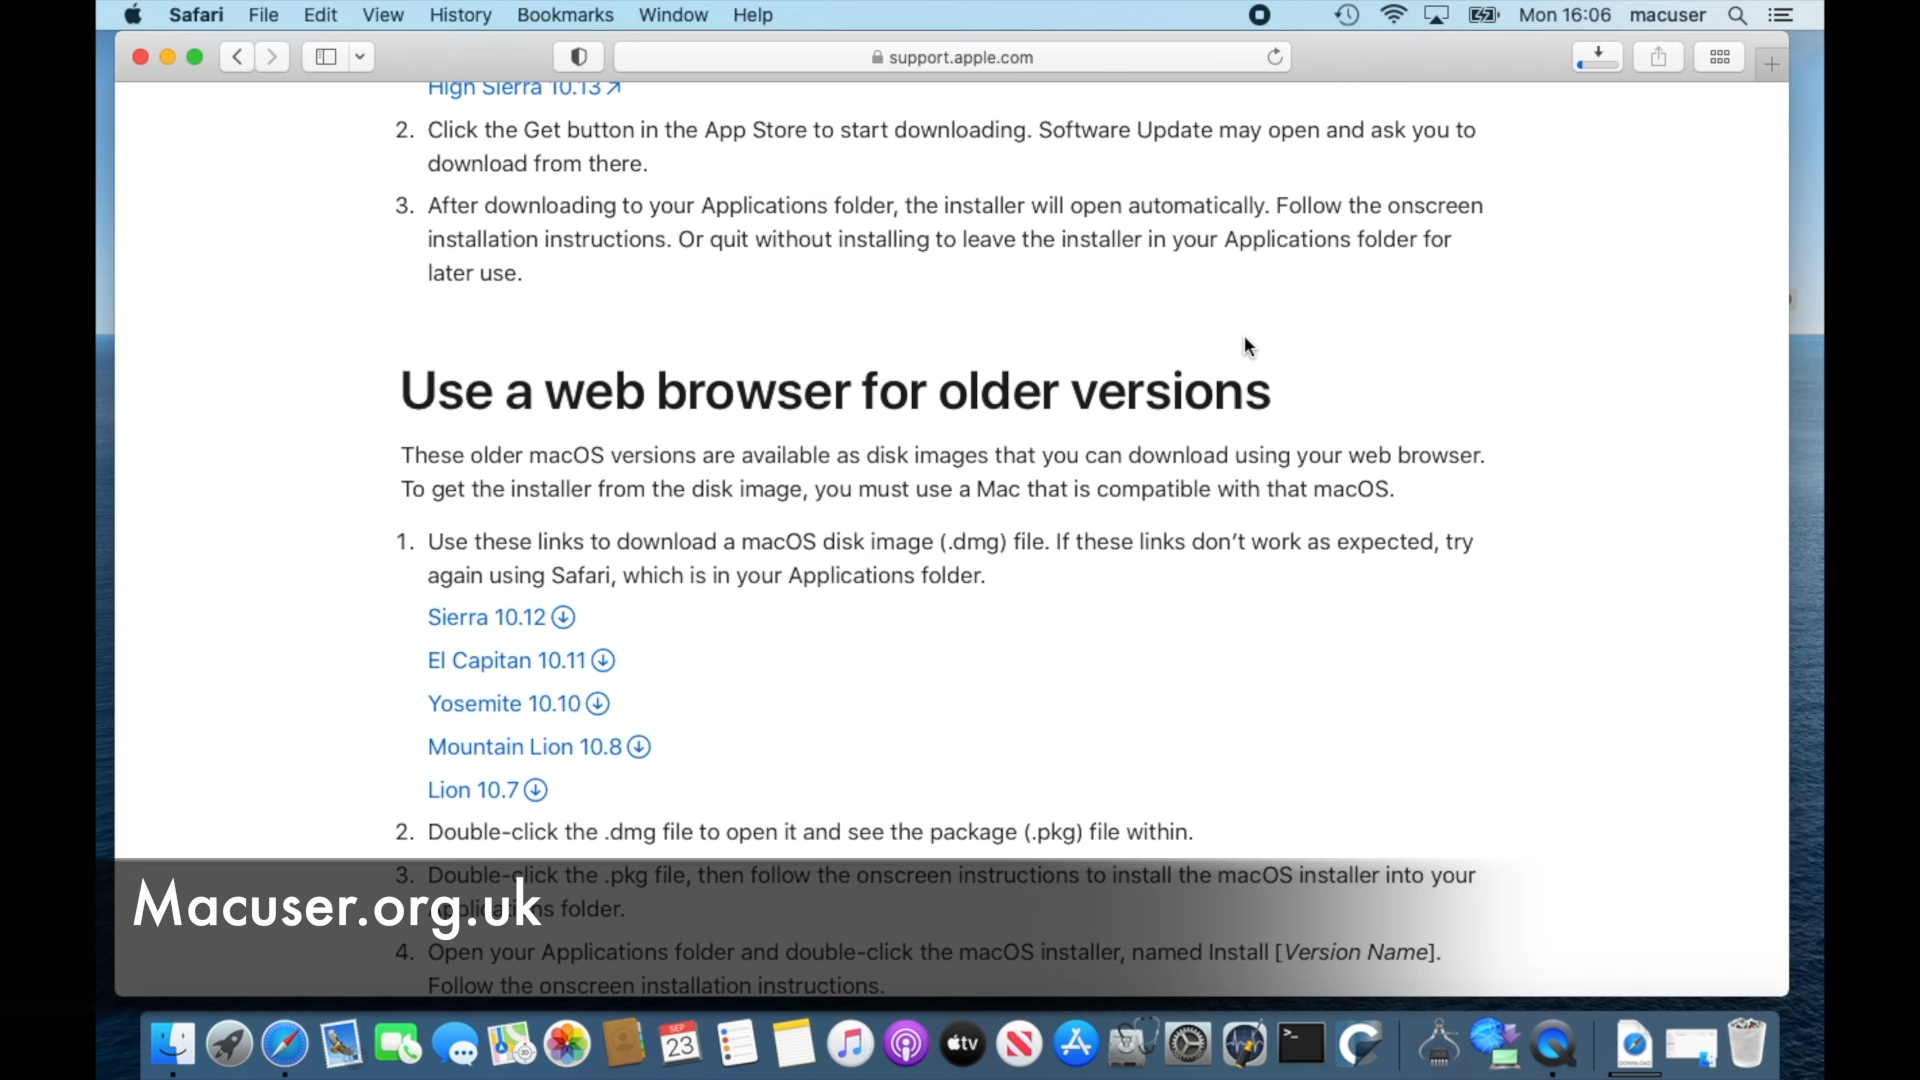 Safari File Edit View History Bookmarks Window Help Mon 16:06 macuser
support.apple.com
High Sierra 10.13↗
2. Click the Get button in the App Store to start downloading. Software Update may open and ask you to
download from there.
3. After downloading to your Applications folder, the installer will open automatically. Follow the onscreen
installation instructions. Or quit without installing to leave the installer in your Applications folder for
later use.
Use a web browser for older versions
These older macOS versions are available as disk images that you can download using your web browser.
To get the installer from the disk image, you must use a Mac that is compatible with that macOS.
1. Use these links to download a macOS disk image (.dmg) file. If these links don’t work as expected, try
again using Safari, which is in your Applications folder.
Sierra 10.12
El Capitan 10.11
Yosemite 10.10
Mountain Lion 10.8
Lion 10.7
2. Double-click the .dmg file to open it and see the package (.pkg) file within.
3. Double-click the .pkg file, then follow the onscreen instructions to install the macOS installer into your
Applications folder.
Macuser.org.uk
4. Open your Applications folder and double-click the macOS installer, named Install [Version Name].
Follow the onscreen installation instructions.
SEP
23
tv
DOWNLOAD